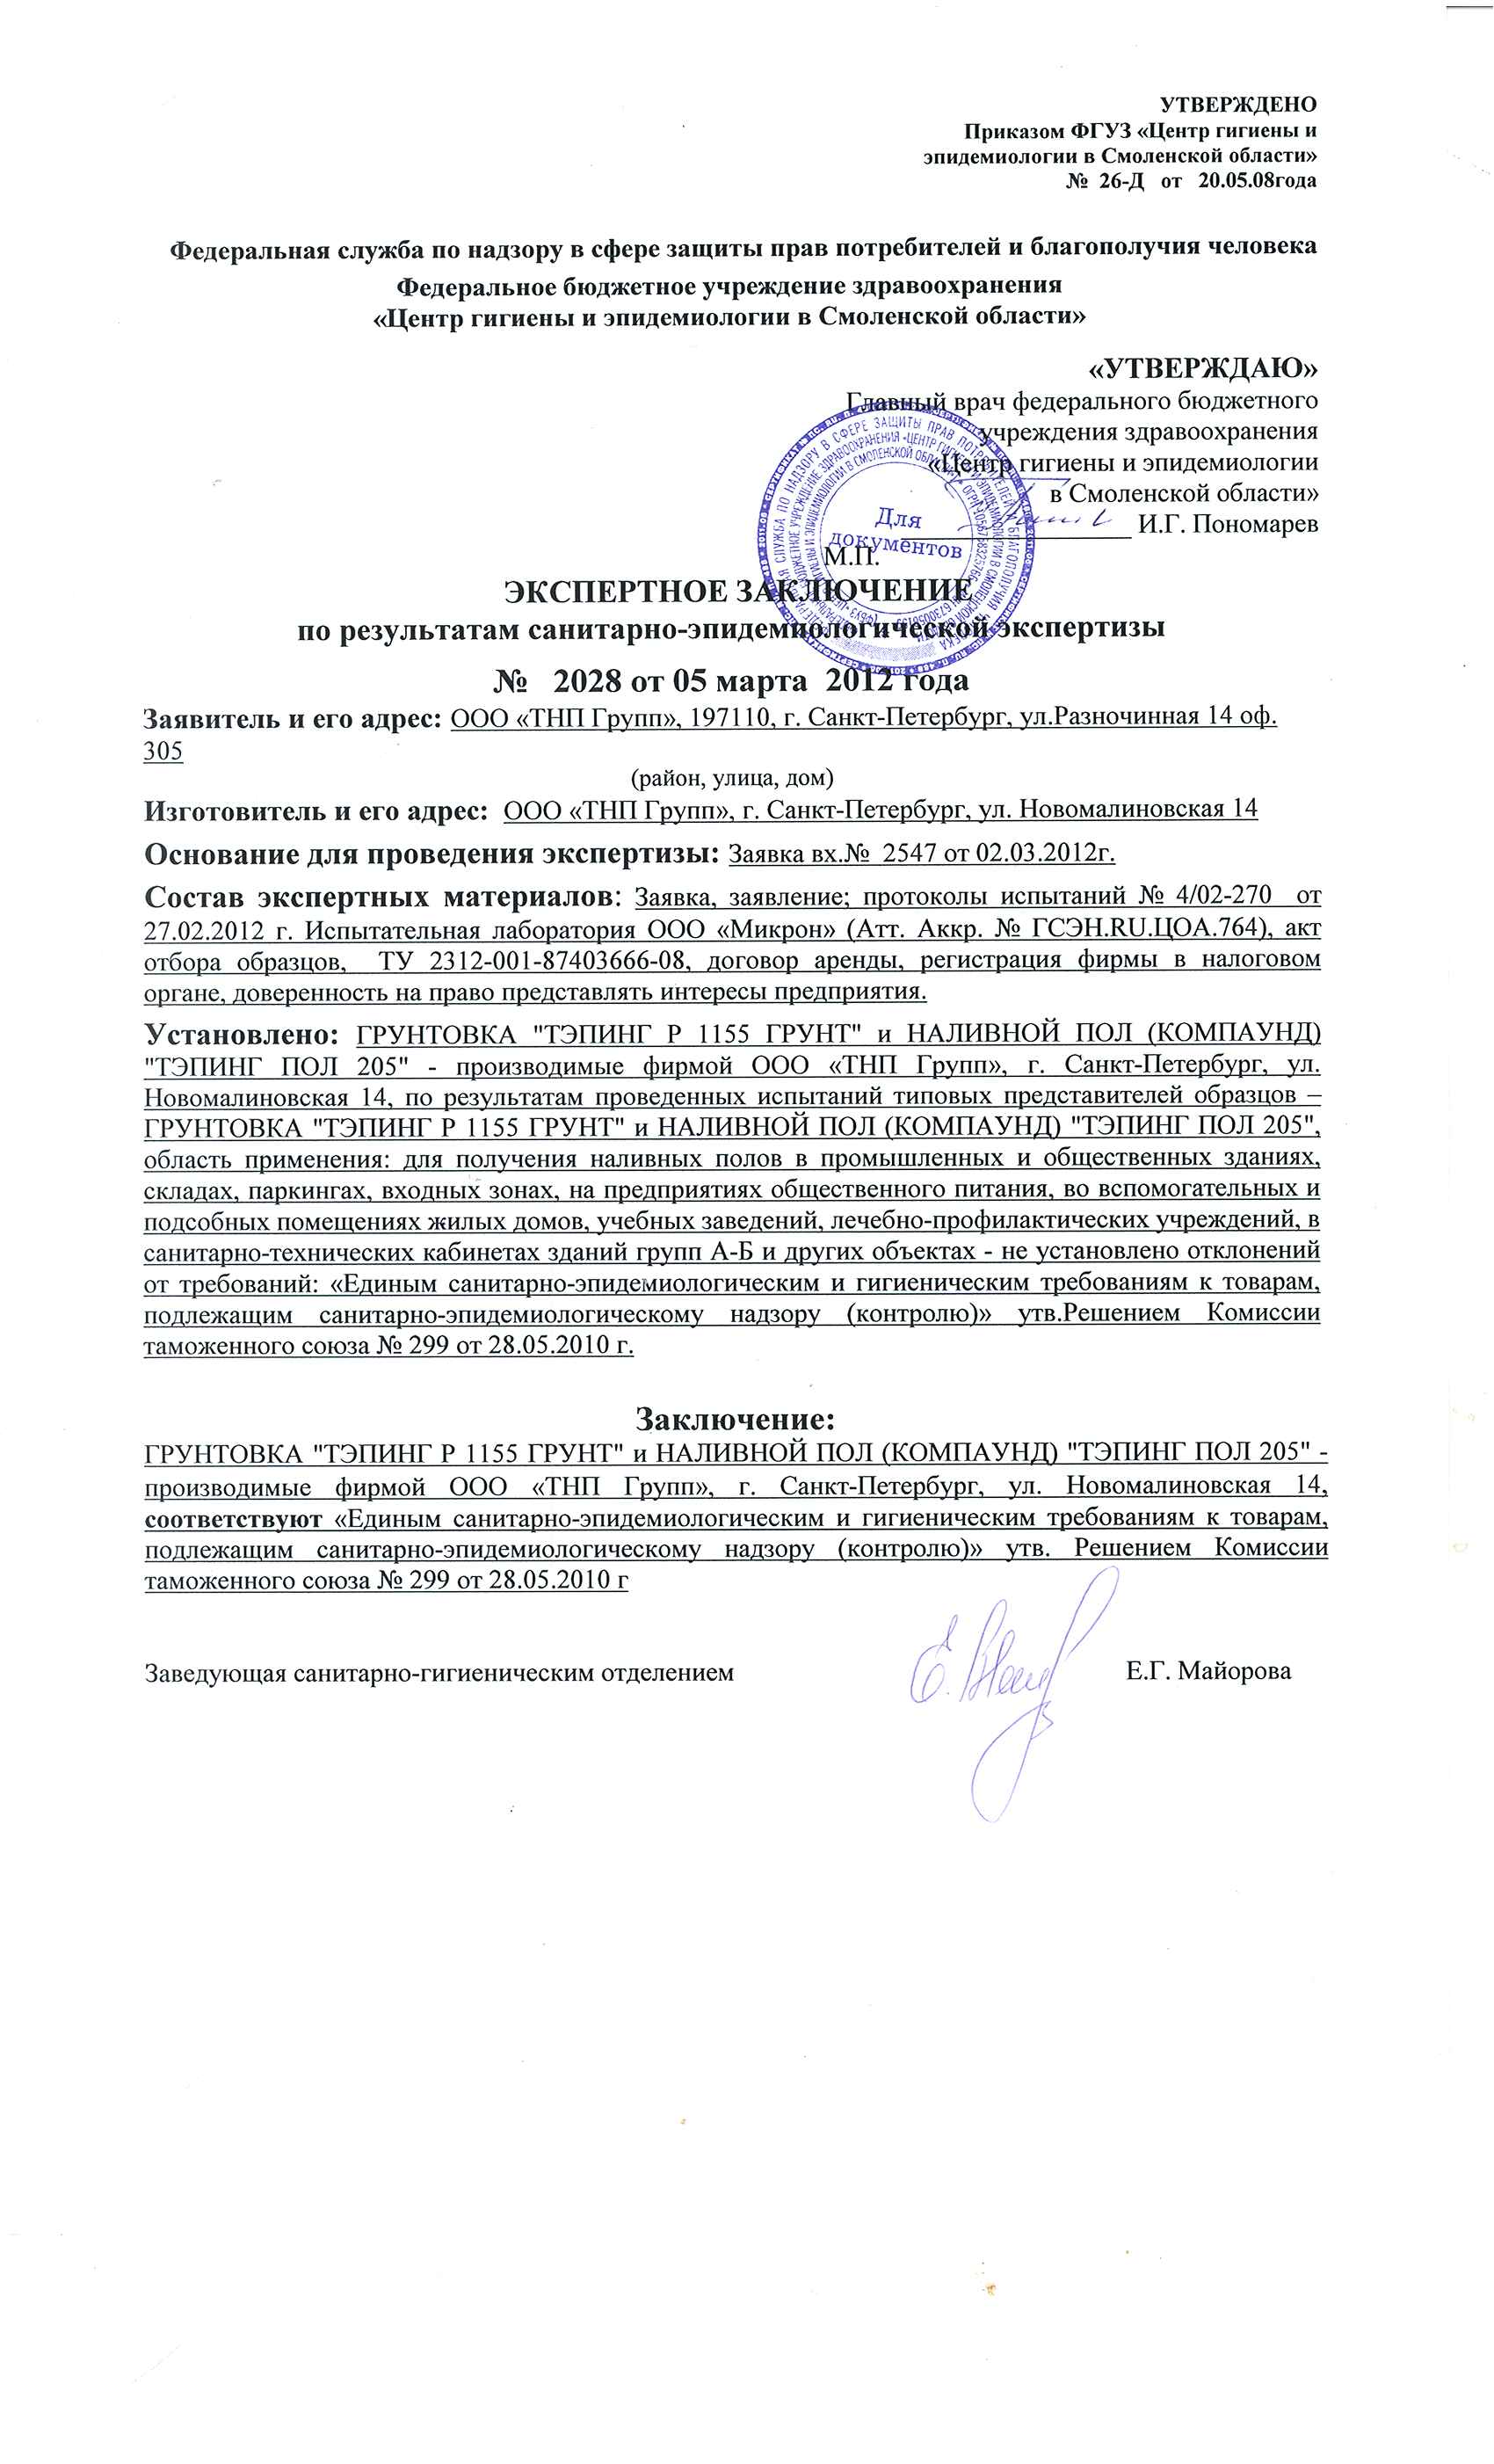 УТВЕРЖДЕНО
Приказом ФГУЗ «Центр гигиены и
эпидемиологии в Смоленской области»
№ 26-Д от 20.05.08года
Федеральная служба по надзору в сфере защиты прав потребителей и благополучия человека
Федеральное бюджетное учреждение здравоохранения
«Центр гигиены и эпидемиологии в Смоленской области»
«УТВЕРЖДАЮ»
Главный врач федерального бюджетного
учреждения здравоохранения
«Центр гигиены и эпидемиологии
в Смоленской области»
И.Г. Пономарев
Для
документов
М.П.
ЭКСПЕРТНОЕ ЗАКЛЮЧЕНИЕ
по результатам санитарно-эпидемиологической экспертизы
№ 2028 от 05 марта 2012 года
Заявитель и его адрес: ООО «ТНП Групп», 197110, г. Санкт-Петербург, ул.Разночинная 14 оф.
305
(район, улица, дом)
Изготовитель и его адрес: ООО «ТНП Групп», г. Санкт-Петербург, ул. Новомалиновская 14
Основание для проведения экспертизы: Заявка вх.№ 2547 от 02.03.2012г.
Состав экспертных материалов: Заявка, заявление; протоколы испытаний № 4/02-270 от
27.02.2012 г. Испытательная лаборатория ООО «Микрон» (Атт. Аккр. № ГСЭН.RU.ЦОА.764), акт
отбора образцов, ТУ 2312-001-87403666-08, договор аренды, регистрация фирмы в налоговом
органе, доверенность на право представлять интересы предприятия.
Установлено: ГРУНТОВКА "ТЭПИНГ Р 1155 ГРУНТ" и НАЛИВНОЙ ПОЛ (КОМПАУНД)
"ТЭПИНГ ПОЛ 205" - производимые фирмой ООО «ТНП Групп», г. Санкт-Петербург, ул.
Новомалиновская 14, по результатам проведенных испытаний типовых представителей образцов –
ГРУНТОВКА "ТЭПИНГ Р 1155 ГРУНТ" и НАЛИВНОЙ ПОЛ (КОМПАУНД) "ТЭПИНГ ПОЛ 205",
область применения: для получения наливных полов в промышленных и общественных зданиях,
складах, паркингах, входных зонах, на предприятиях общественного питания, во вспомогательных и
подсобных помещениях жилых домов, учебных заведений, лечебно-профилактических учреждений, в
санитарно-технических кабинетах зданий групп А-Б и других объектах - не установлено отклонений
от требований: «Единым санитарно-эпидемиологическим и гигиеническим требованиям к товарам,
подлежащим санитарно-эпидемиологическому надзору (контролю)» утв.Решением Комиссии
таможенного союза № 299 от 28.05.2010 г.
Заключение:
ГРУНТОВКА "ТЭПИНГ Р 1155 ГРУНТ" и НАЛИВНОЙ ПОЛ (КОМПАУНД) "ТЭПИНГ ПОЛ 205" -
производимые фирмой ООО «ТНП Групп», г. Санкт-Петербург, ул. Новомалиновская 14,
соответствуют «Единым санитарно-эпидемиологическим и гигиеническим требованиям к товарам,
подлежащим санитарно-эпидемиологическому надзору (контролю)» утв. Решением Комиссии
таможенного союза № 299 от 28.05.2010 г
Заведующая санитарно-гигиеническим отделением Е.Г. Майорова